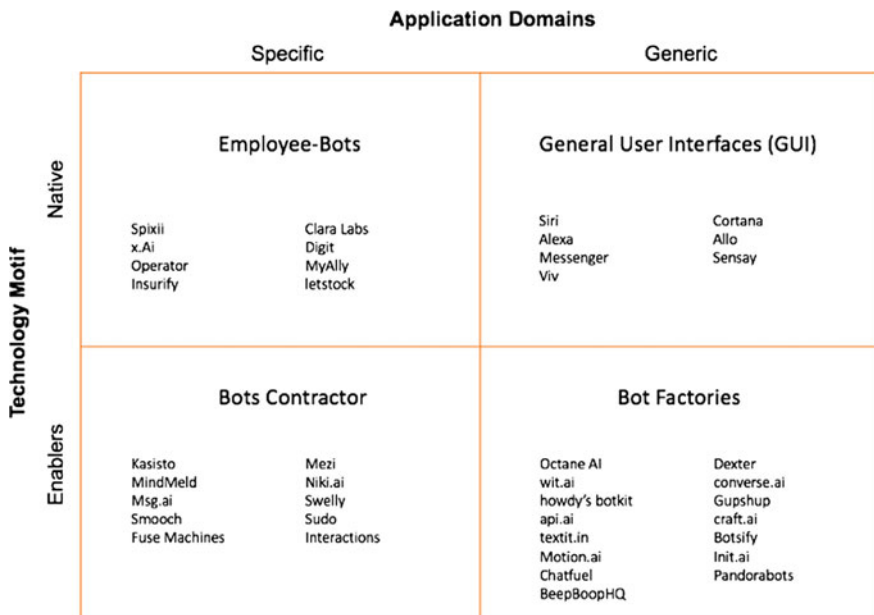 Application Domains
Specific
Generic
Technology Motif
Native
Employee-Bots
Spixii
x.Ai
Operator
Insurify
Clara Labs
Digit
MyAlly
letstock
General User Interfaces (GUI)
Siri
Alexa
Messenger
Viv
Cortana
Allo
Sensay
Enablers
Bots Contractor
Kasisto
MindMeld
Msg.ai
Smooch
Fuse Machines
Mezi
Niki.ai
Swelly
Sudo
Interactions
Bot Factories
Octane AI
wit.ai
howdy's botkit
api.ai
textit.in
Motion.ai
Chatfuel
BeepBoopHQ
Dexter
converse.ai
Gupshup
craft.ai
Botsify
Init.ai
Pandorabots